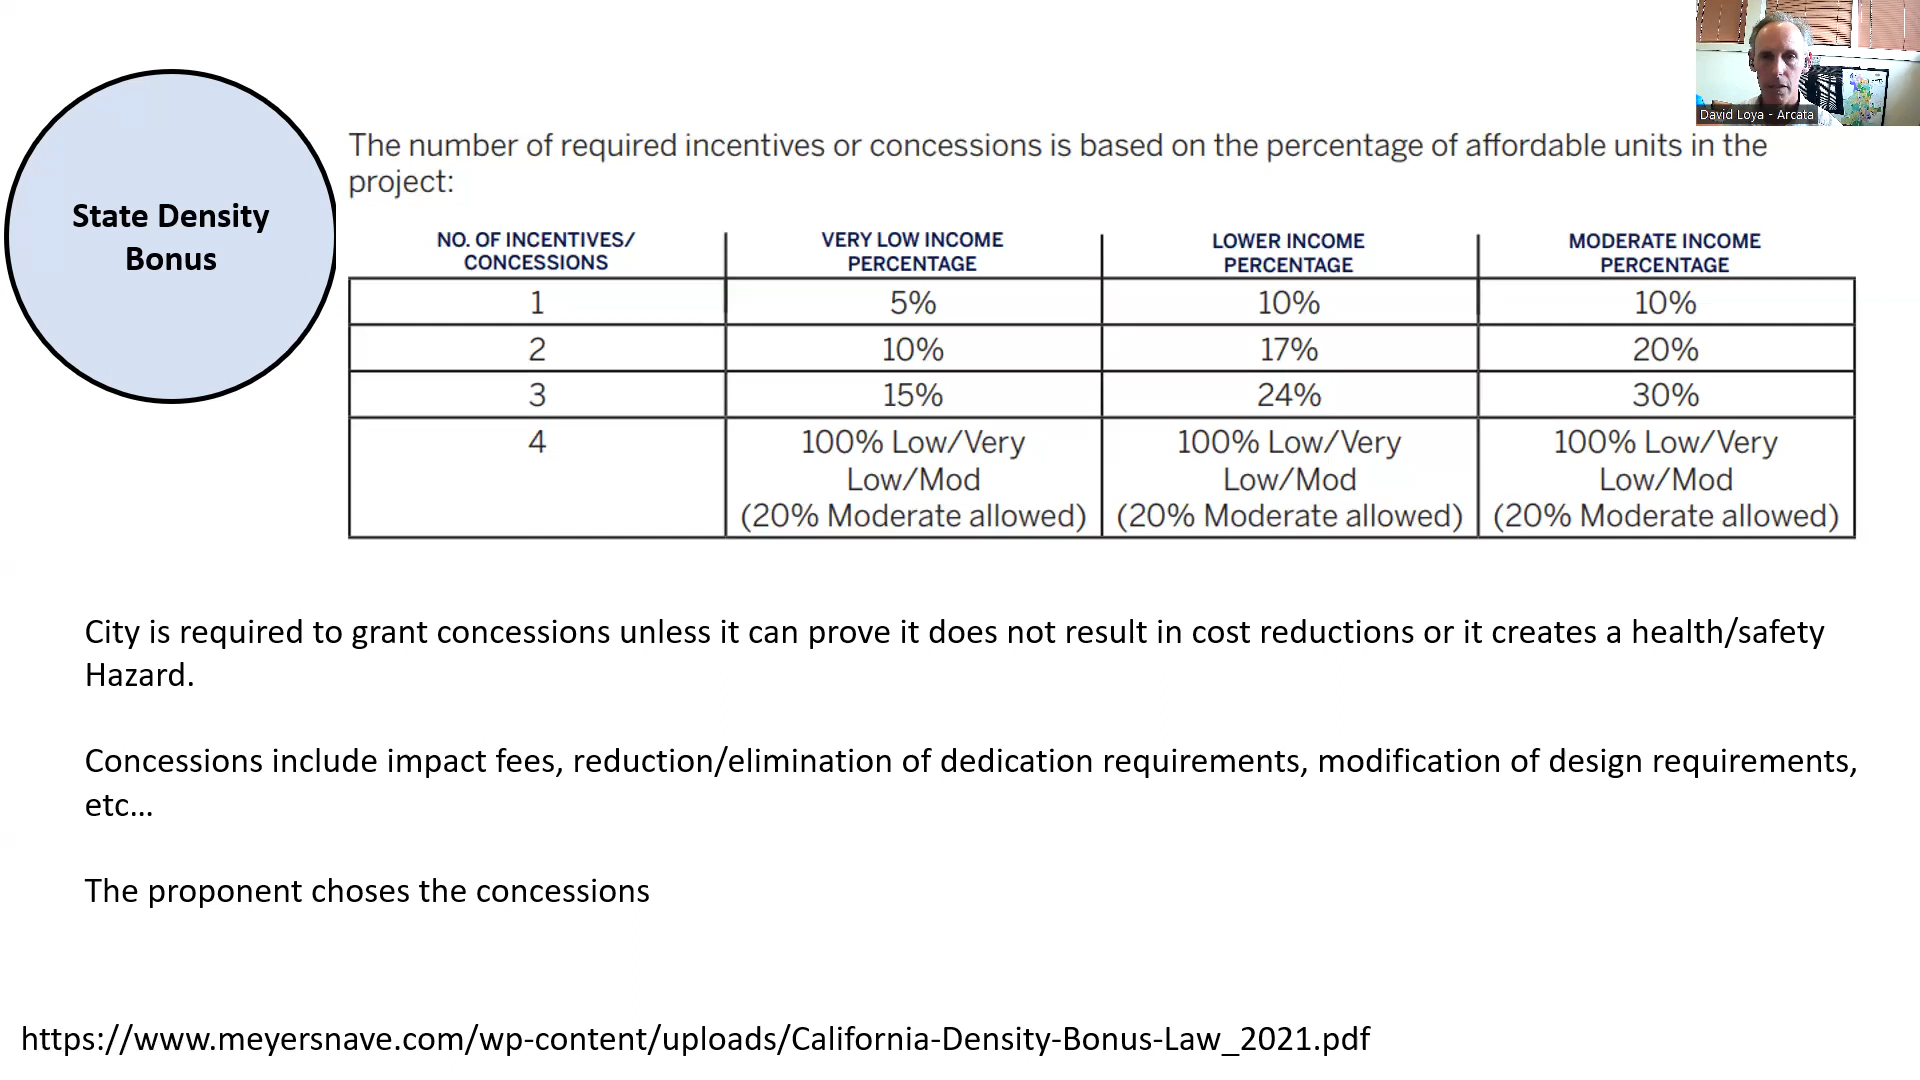 David Loya - Arcata
State Density
Bonus
The number of required incentives or concessions is based on the percentage of affordable units in the
project:
NO. OF INCENTIVES/
CONCESSIONS
VERY LOW INCOME
PERCENTAGE
LOWER INCOME
PERCENTAGE
MODERATE INCOME
PERCENTAGE
1 5% 10% 10%
2 10% 17% 20%
3 15% 24% 30%
4 100% Low/Very 100% Low/Very 100% Low/Very
Low/Mod Low/Mod Low/Mod
(20% Moderate allowed) (20% Moderate allowed) (20% Moderate allowed)
City is required to grant concessions unless it can prove it does not result in cost reductions or it creates a health/safety
Hazard.
Concessions include impact fees, reduction/elimination of dedication requirements, modification of design requirements,
etc…
The proponent choses the concessions
https://www.meyersnave.com/wp-content/uploads/California-Density-Bonus-Law_2021.pdf